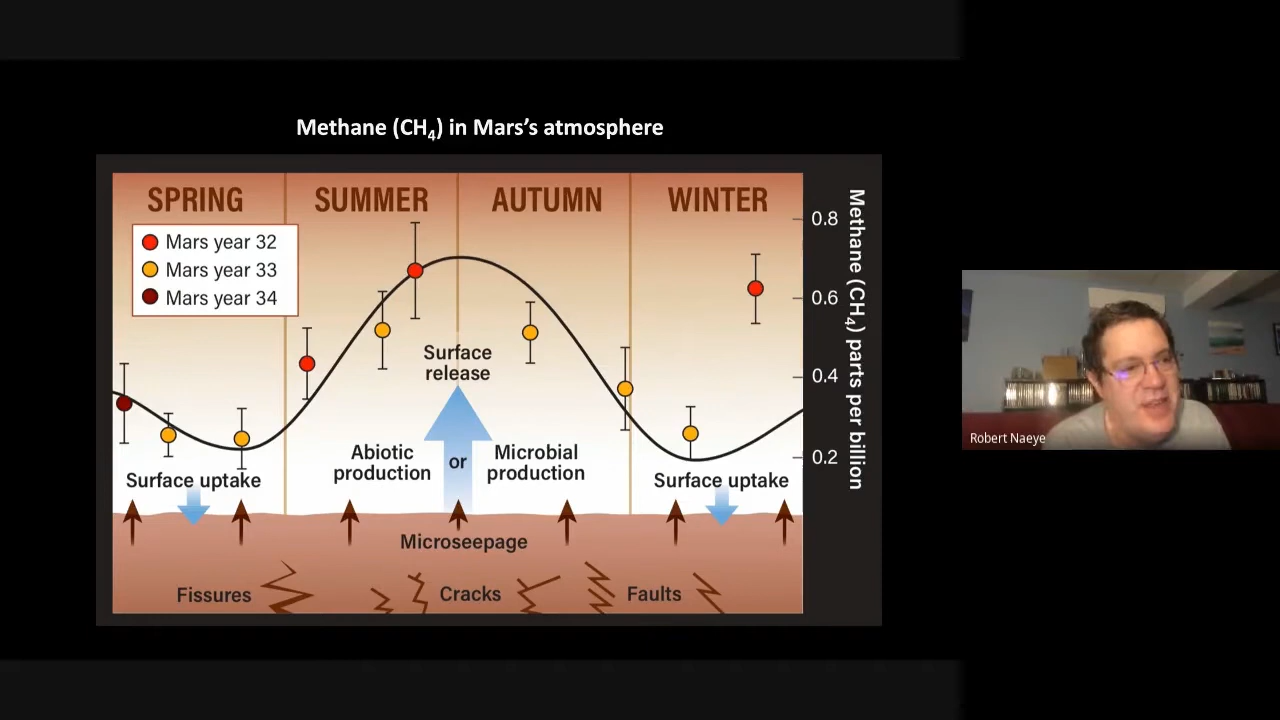 Methane (CH₄) in Mars's atmosphere
SPRING
SUMMER
AUTUMN
WINTER
Mars year 32
Mars year 33
Mars year 34
0.8
0.6
0.4
0.2
Methane (CH₄) parts per billion
Surface
release
Abiotic
production
or
Microbial
production
Surface uptake
Surface uptake
Microseepage
Fissures
Cracks
Faults
Robert Naeye